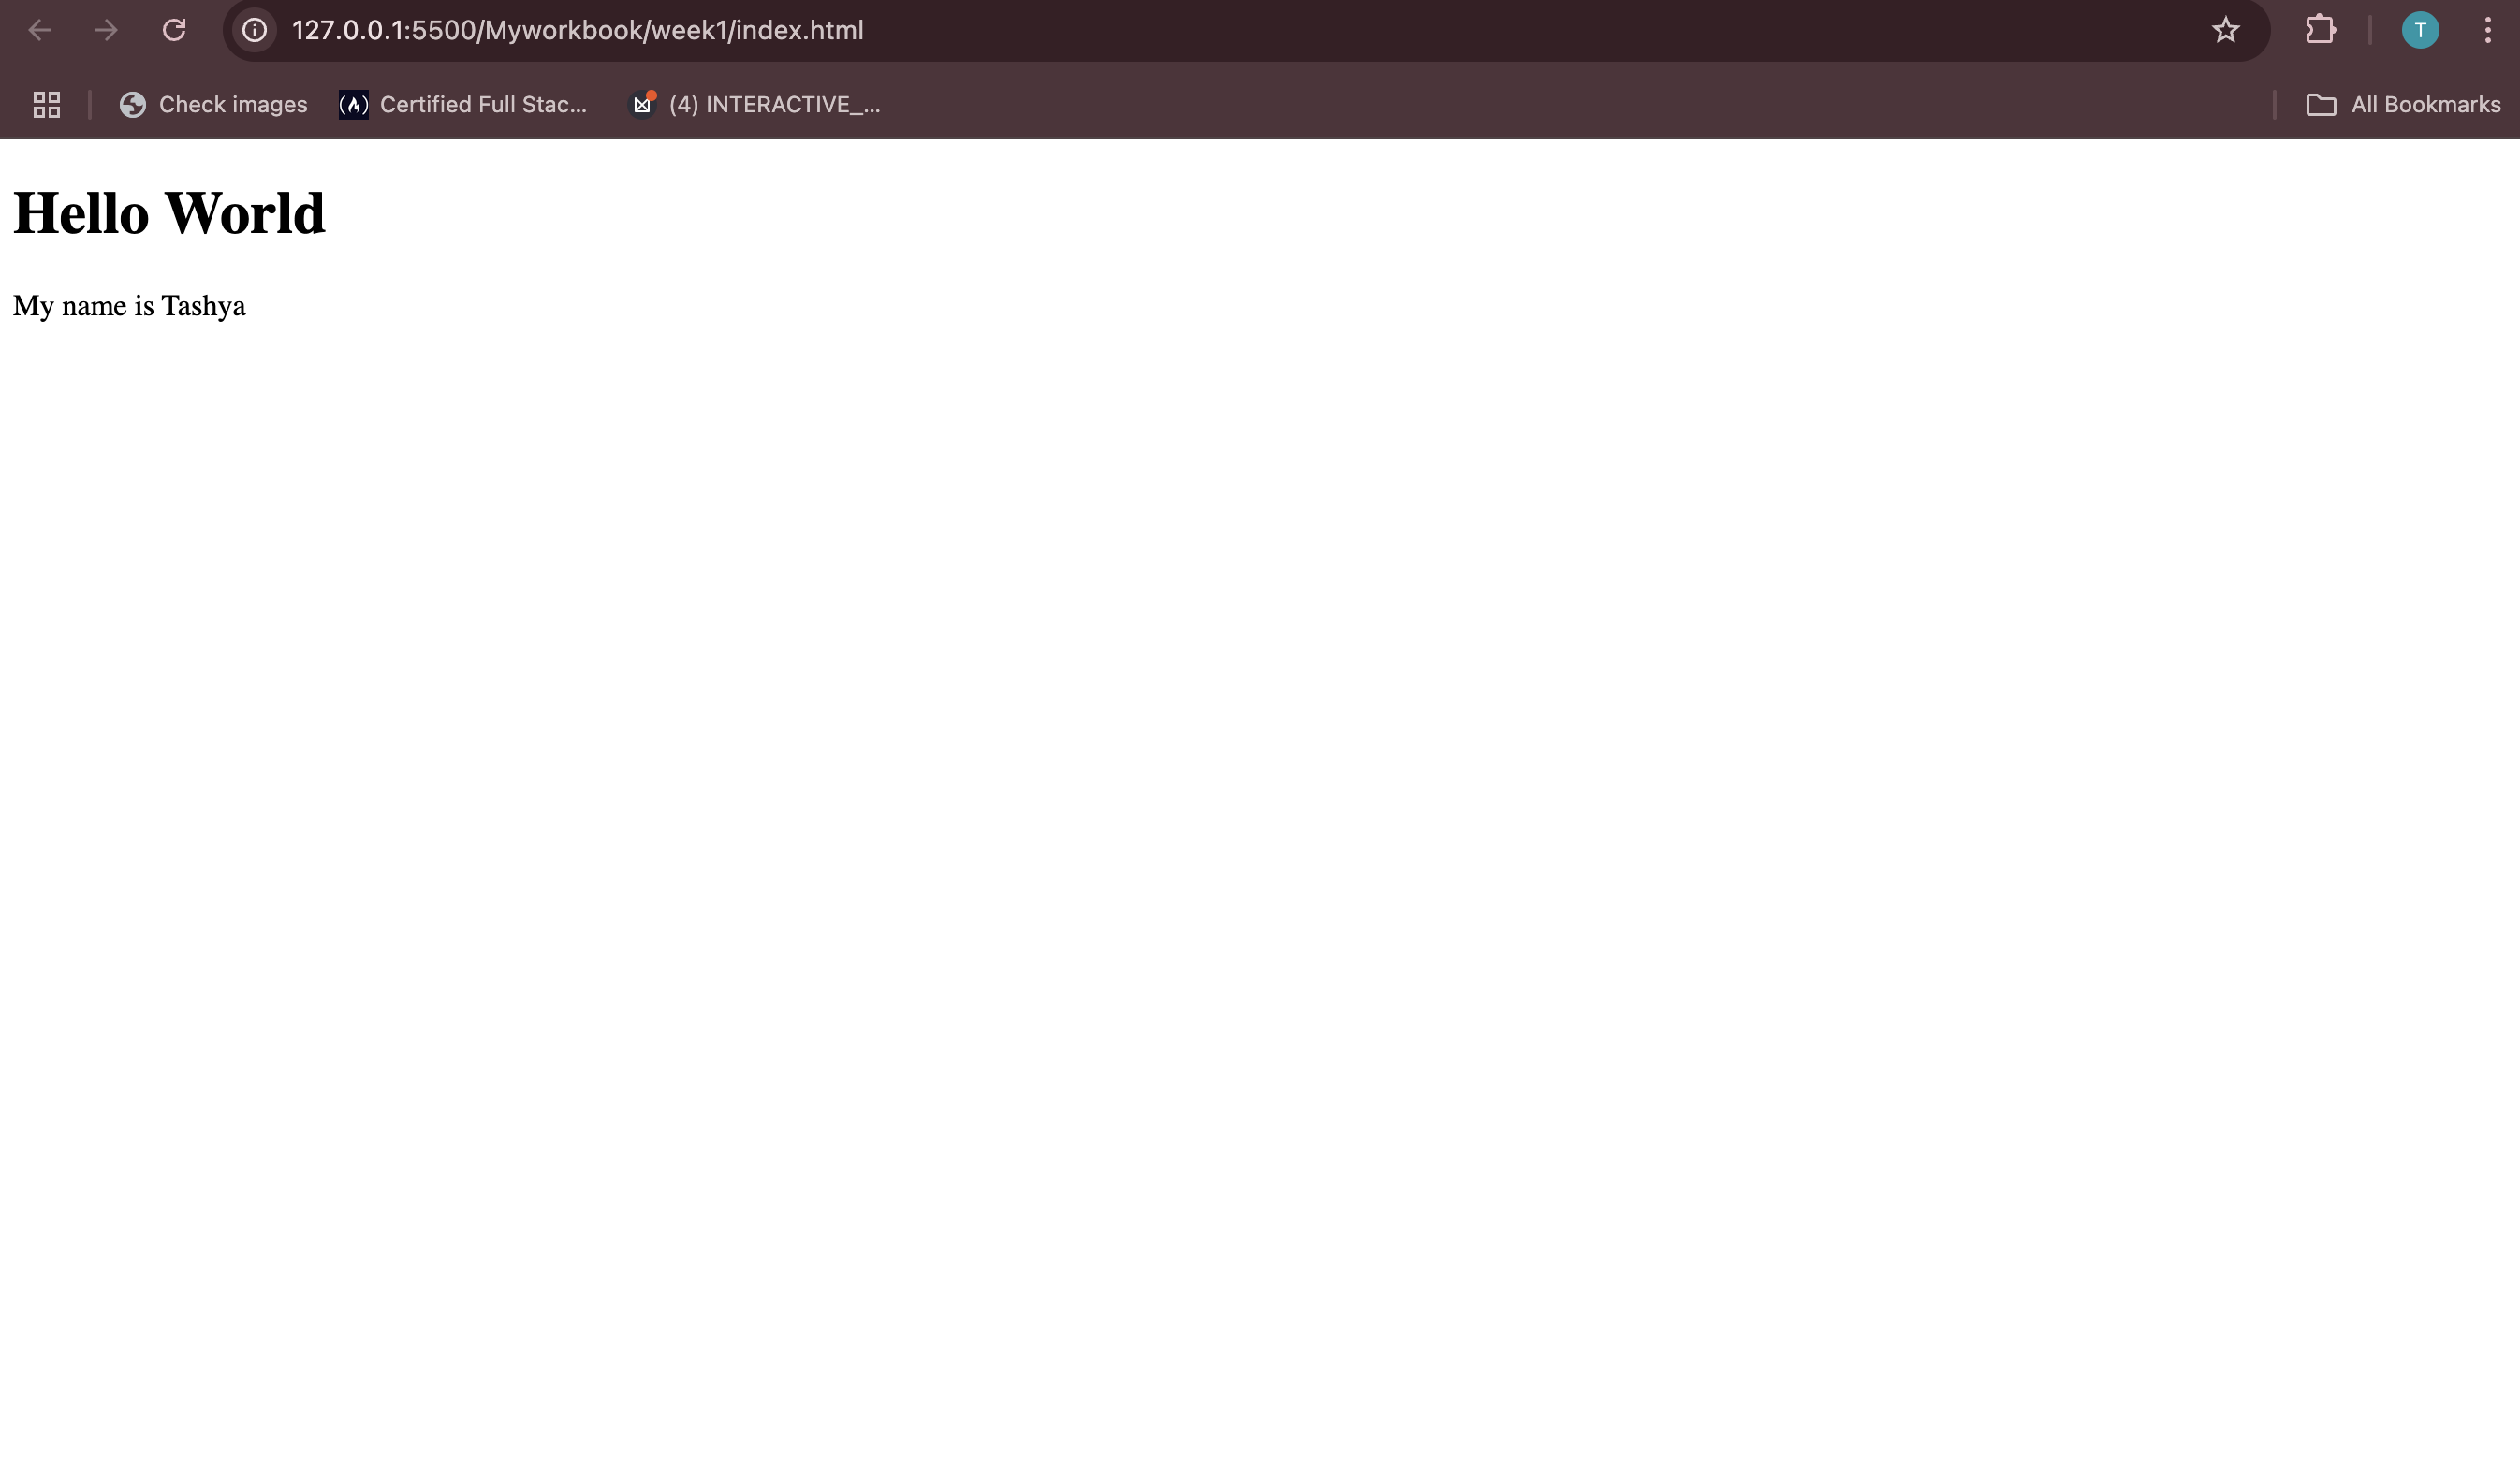 127.0.0.1:5500/Myworkbook/week1/index.html
T
Check images
Certified Full Stac...
(4) INTERACTIVE_...
All Bookmarks
Hello World
My name is Tashya